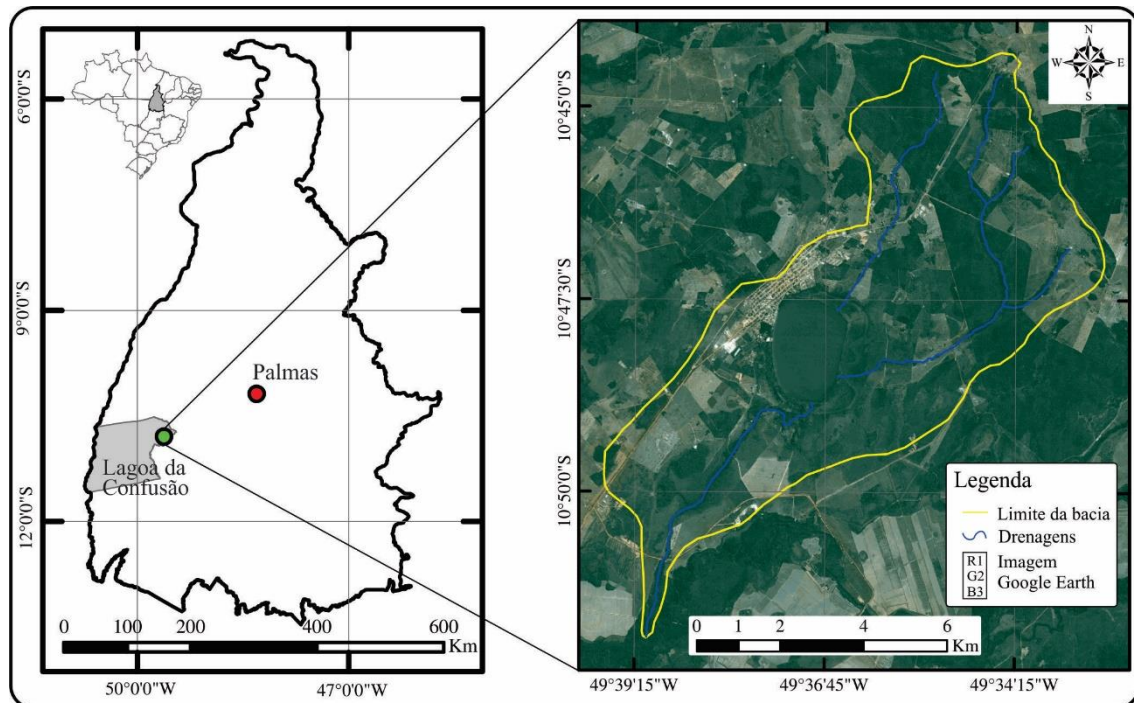 6°0'0"S
9°0'0"S
12°0'0"S
Palmas
Lagoa da
Confusão
0 100 200 400 600
Km
50°0'0"W 47°0'0"W
N
W E
S
10°45'0"S
10°47'30"S
10°50'0"S
Legenda
Limite da bacia
Drenagens
R1
G2
B3
Imagem
Google Earth
0 1 2 4 6
Km
49°39'15"W 49°36'45"W 49°34'15"W